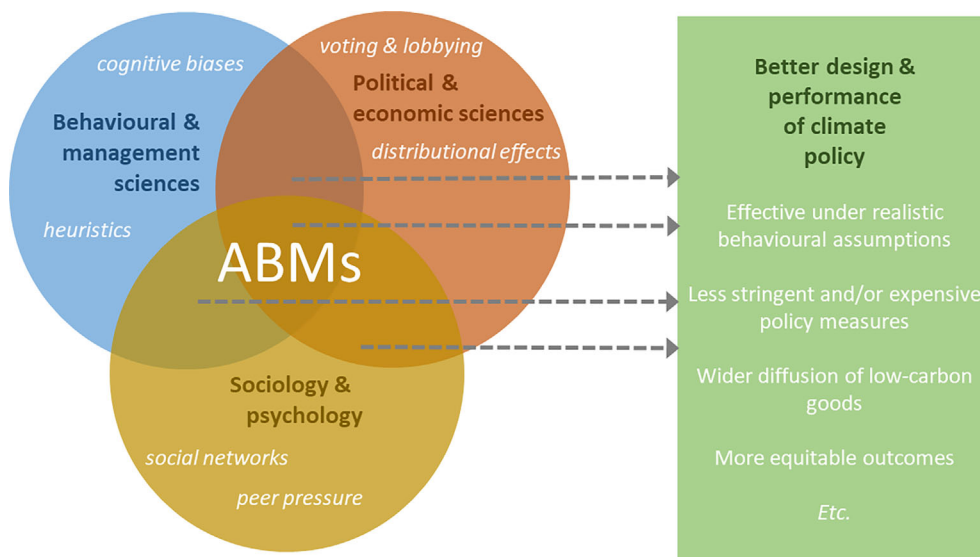 cognitive biases
Behavioural &
management
sciences
heuristics
voting & lobbying
Political &
economic sciences
distributional effects
ABMs
Sociology &
psychology
social networks
peer pressure
Better design &
performance
of climate
policy
Effective under realistic
behavioural assumptions
Less stringent and/or expensive
policy measures
Wider diffusion of low-carbon
goods
More equitable outcomes
Etc.